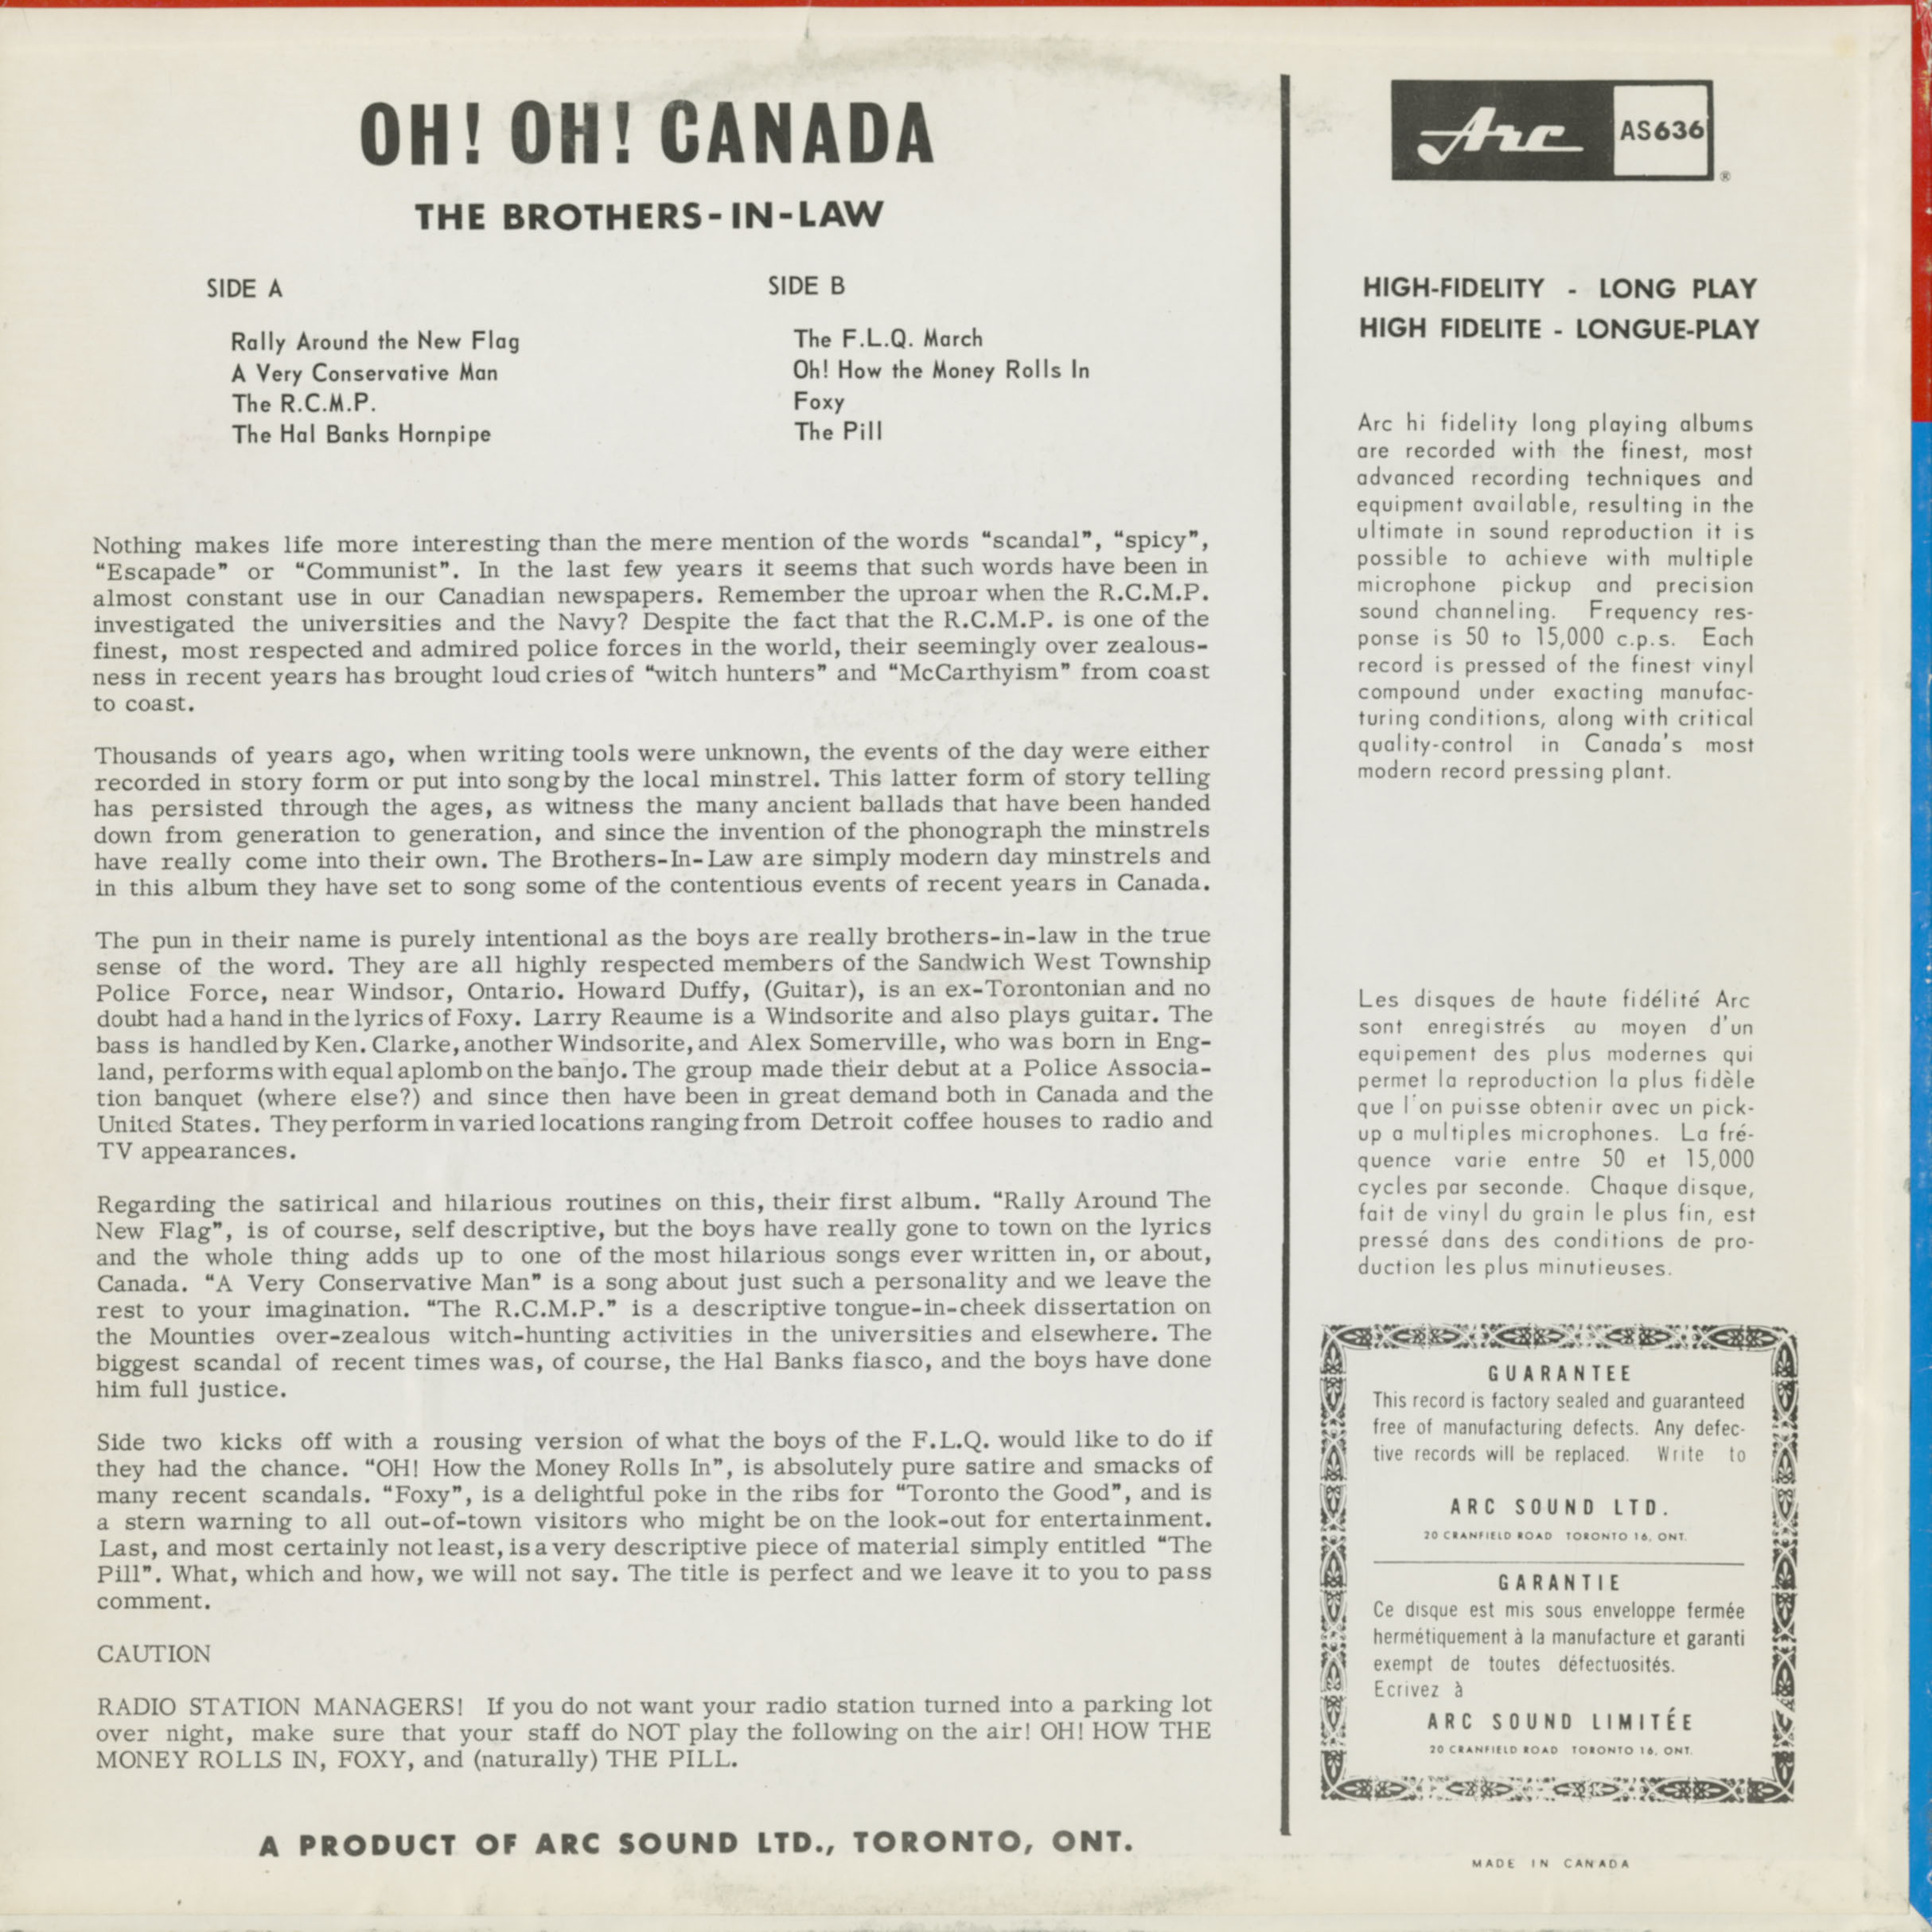 OH! OH! CANADA
THE BROTHERS-IN-LAW
SIDE A
Rally Around the New Flag
A Very Conservative Man
The R.C.M.P.
The Hal Banks Hornpipe
SIDE B
The F.L.Q. March
Oh! How the Money Rolls In
Foxy
The Pill
Nothing makes life more interesting than the mere mention of the words “scandal”, “spicy”,
“Escapade” or “Communist”. In the last few years it seems that such words have been in
almost constant use in our Canadian newspapers. Remember the uproar when the R.C.M.P.
investigated the universities and the Navy? Despite the fact that the R.C.M.P. is one of the
finest, most respected and admired police forces in the world, their seemingly over zealous-
ness in recent years has brought loud cries of “witch hunters” and “McCarthyism” from coast
to coast.
Thousands of years ago, when writing tools were unknown, the events of the day were either
recorded in story form or put into song by the local minstrel. This latter form of story telling
has persisted through the ages, as witness the many ancient ballads that have been handed
down from generation to generation, and since the invention of the phonograph the minstrels
have really come into their own. The Brothers-In-Law are simply modern day minstrels and
in this album they have set to song some of the contentious events of recent years in Canada.
The pun in their name is purely intentional as the boys are really brothers-in-law in the true
sense of the word. They are all highly respected members of the Sandwich West Township
Police Force, near Windsor, Ontario. Howard Duffy, (Guitar), is an ex-Torontonian and no
doubt had a hand in the lyrics of Foxy. Larry Reaume is a Windsorite and also plays guitar. The
bass is handled by Ken. Clarke, another Windsorite, and Alex Somerville, who was born in Eng-
land, performs with equal aplomb on the banjo. The group made their debut at a Police Associa-
tion banquet (where else?) and since then have been in great demand both in Canada and the
United States. They perform in varied locations ranging from Detroit coffee houses to radio and
TV appearances.
Regarding the satirical and hilarious routines on this, their first album. “Rally Around The
New Flag”, is of course, self descriptive, but the boys have really gone to town on the lyrics
and the whole thing adds up to one of the most hilarious songs ever written in, or about,
Canada. “A Very Conservative Man” is a song about just such a personality and we leave the
rest to your imagination. “The R.C.M.P.” is a descriptive tongue-in-cheek dissertation on
the Mounties over-zealous witch-hunting activities in the universities and elsewhere. The
biggest scandal of recent times was, of course, the Hal Banks fiasco, and the boys have done
him full justice.
Side two kicks off with a rousing version of what the boys of the F.L.Q. would like to do if
they had the chance. “OH! How the Money Rolls In”, is absolutely pure satire and smacks of
many recent scandals. “Foxy”, is a delightful poke in the ribs for “Toronto the Good”, and is
a stern warning to all out-of-town visitors who might be on the look-out for entertainment.
Last, and most certainly not least, is a very descriptive piece of material simply entitled “The
Pill”. What, which and how, we will not say. The title is perfect and we leave it to you to pass
comment.
CAUTION
RADIO STATION MANAGERS! If you do not want your radio station turned into a parking lot
over night, make sure that your staff do NOT play the following on the air! OH! HOW THE
MONEY ROLLS IN, FOXY, and (naturally) THE PILL.
A PRODUCT OF ARC SOUND LTD., TORONTO, ONT.
Arc AS636
®
HIGH-FIDELITY - LONG PLAY
HIGH FIDELITE - LONGUE-PLAY
Arc hi fidelity long playing albums
are recorded with the finest, most
advanced recording techniques and
equipment available, resulting in the
ultimate in sound reproduction it is
possible to achieve with multiple
microphone pickup and precision
sound channeling. Frequency res-
ponse is 50 to 15,000 c.p.s. Each
record is pressed of the finest vinyl
compound under exacting manufac-
turing conditions, along with critical
quality-control in Canada's most
modern record pressing plant.
Les disques de haute fidélité Arc
sont enregistrés au moyen d'un
equipement des plus modernes qui
permet la reproduction la plus fidèle
que l'on puisse obtenir avec un pick-
up a multiples microphones. La fré-
quence varie entre 50 et 15,000
cycles par seconde. Chaque disque,
fait de vinyl du grain le plus fin, est
pressé dans des conditions de pro-
duction les plus minutieuses.
GUARANTEE
This record is factory sealed and guaranteed
free of manufacturing defects. Any defec-
tive records will be replaced. Write to
ARC SOUND LTD.
20 CRANFIELD ROAD TORONTO 16, ONT.
GARANTIE
Ce disque est mis sous enveloppe fermée
hermétiquement à la manufacture et garanti
exempt de toutes défectuosités.
Ecrivez à
ARC SOUND LIMITÉE
20 CRANFIELD ROAD TORONTO 16, ONT.
MADE IN CANADA